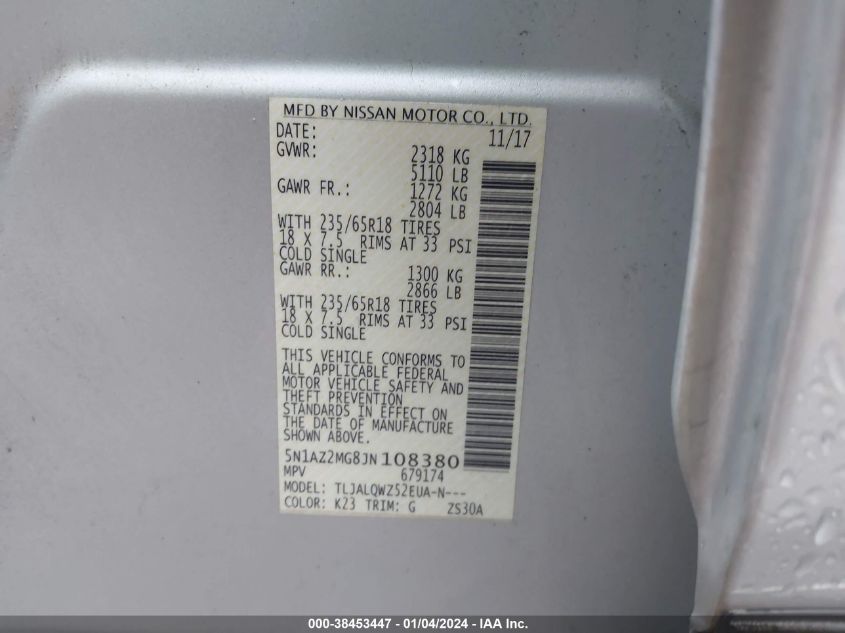 MFD BY NISSAN MOTOR CO., LTD.
DATE: 11/17
GVWR: 2318 KG
5110 LB
GAWR FR.: 1272 KG
2804 LB
WITH 235/65R18 TIRES
18 X 7.5 RIMS AT 33 PSI
COLD SINGLE
GAWR RR.: 1300 KG
2866 LB
WITH 235/65R18 TIRES
18 X 7.5 RIMS AT 33 PSI
COLD SINGLE
THIS VEHICLE CONFORMS TO
ALL APPLICABLE FEDERAL
MOTOR VEHICLE SAFETY AND
THEFT PREVENTION
STANDARDS IN EFFECT ON
THE DATE OF MANUFACTURE
SHOWN ABOVE.
5N1AZ2MG8JN108380
MPV 679174
MODEL: TLJALQWZ52EUA-N---
COLOR: K23 TRIM: G ZS30A
000-38453447 - 01/04/2024 - IAA Inc.